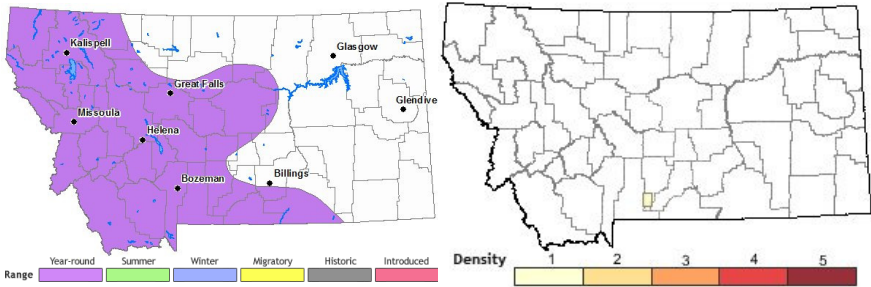 Kalispell
Glasgow
Great Falls
Glendive
Missoula
Helena
Bozeman
Billings
Year-round Summer Winter Migratory Historic Introduced
Range
Density
1 2 3 4 5